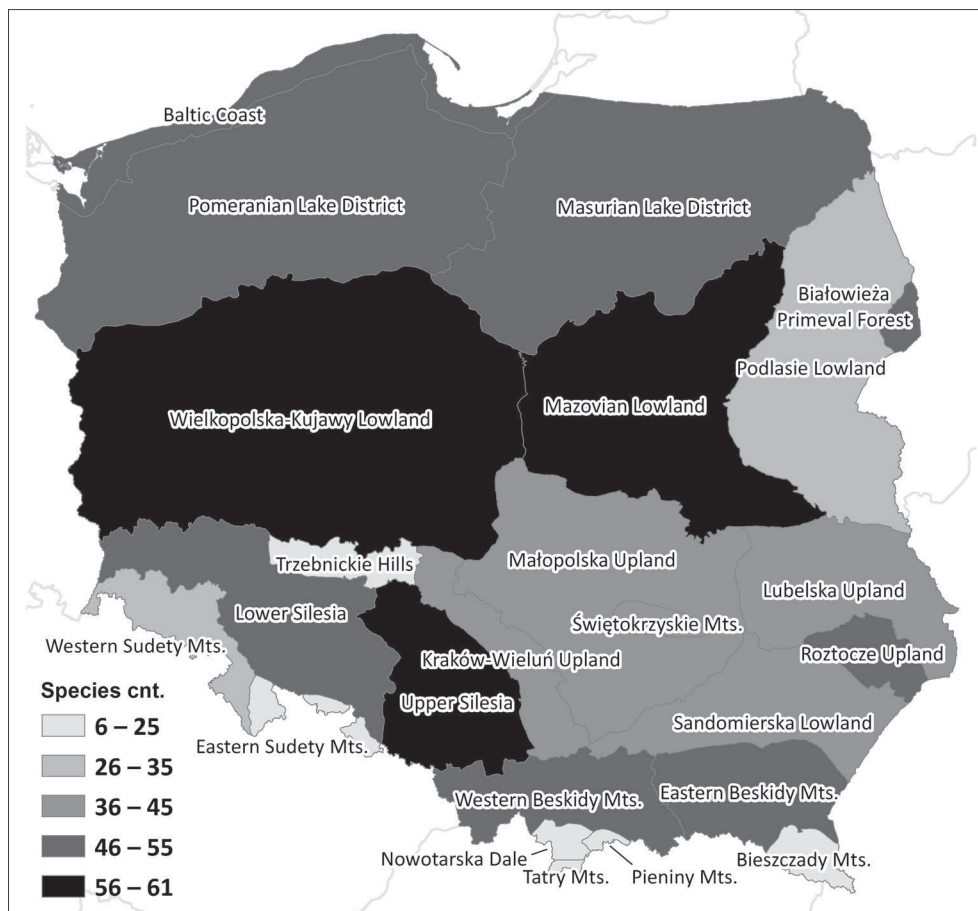 Baltic Coast
Pomeranian Lake District
Masurian Lake District
Białowieża
Primeval Forest
Podlasie Lowland
Wielkopolska-Kujawy Lowland
Mazovian Lowland
Trzebnickie Hills
Małopolska Upland
Lubelska Upland
Lower Silesia
Świętokrzyskie Mts.
Western Sudety Mts.
Kraków-Wieluń Upland
Roztocze Upland
Upper Silesia
Sandomierska Lowland
Eastern Sudety Mts.
Western Beskidy Mts.
Eastern Beskidy Mts.
Nowotarska Dale
Tatry Mts.
Pieniny Mts.
Bieszczady Mts.
Species cnt.
6 – 25
26 – 35
36 – 45
46 – 55
56 – 61